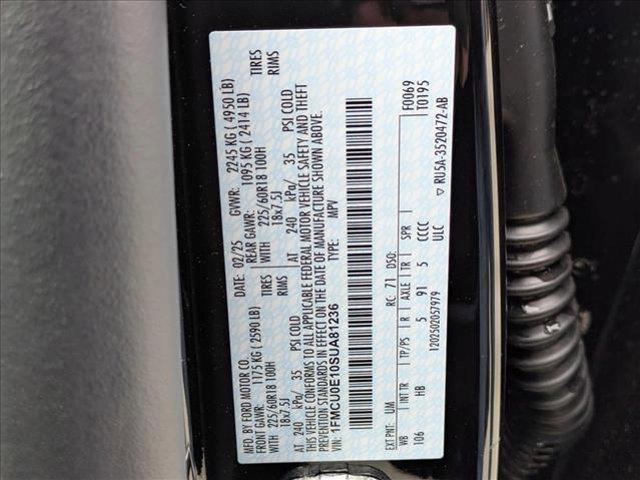 MFD. BY FORD MOTOR CO.
DATE: 02/25 GVWR: 2245 KG ( 4950 LB)
FRONT GAWR: 1175 KG ( 2590 LB) REAR GAWR: 1095 KG ( 2414 LB)
WITH 225/60R18 100H TIRES WITH 225/60R18 100H TIRES
18x7.5J RIMS 18x7.5J RIMS
AT 240 kPa/ 35 PSI COLD AT 240 kPa/ 35 PSI COLD
THIS VEHICLE CONFORMS TO ALL APPLICABLE FEDERAL MOTOR VEHICLE SAFETY AND THEFT
PREVENTION STANDARDS IN EFFECT ON THE DATE OF MANUFACTURE SHOWN ABOVE.
VIN: 1FMCU0E10SUA81236
TYPE: MPV
F0069
T0195
EXT PNT: UM RC: 71 DSO:
WB INT TR TP/PS R AXLE TR SPR
106 HB 5 91 5 CCCC
1202502057979 ULC
▽ RU5A-3520472-AB